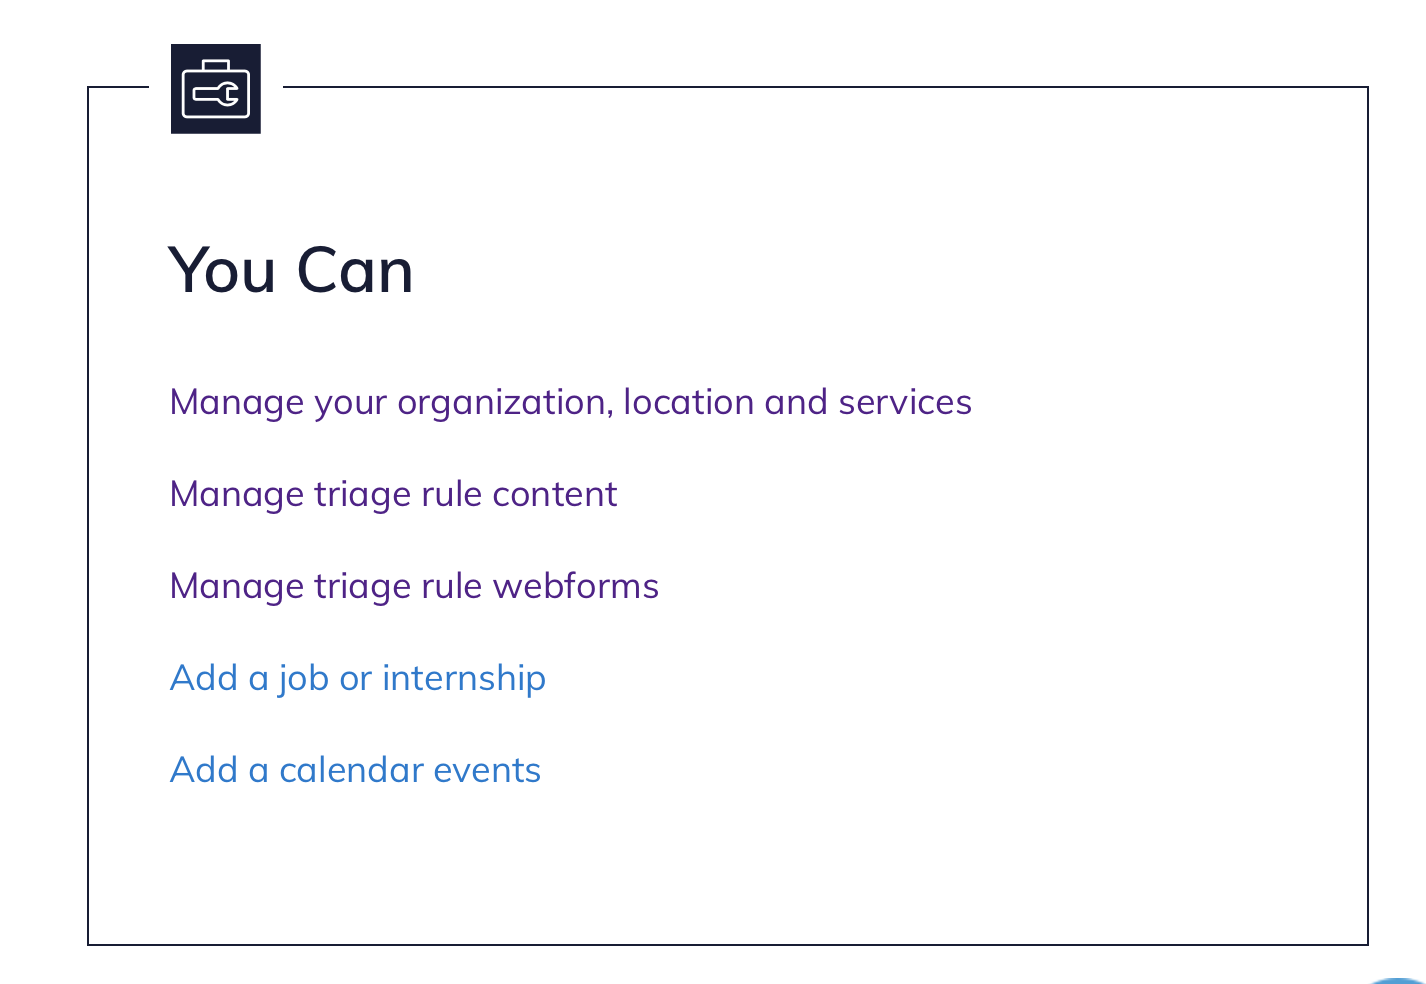 You Can
Manage your organization, location and services
Manage triage rule content
Manage triage rule webforms
Add a job or internship
Add a calendar events